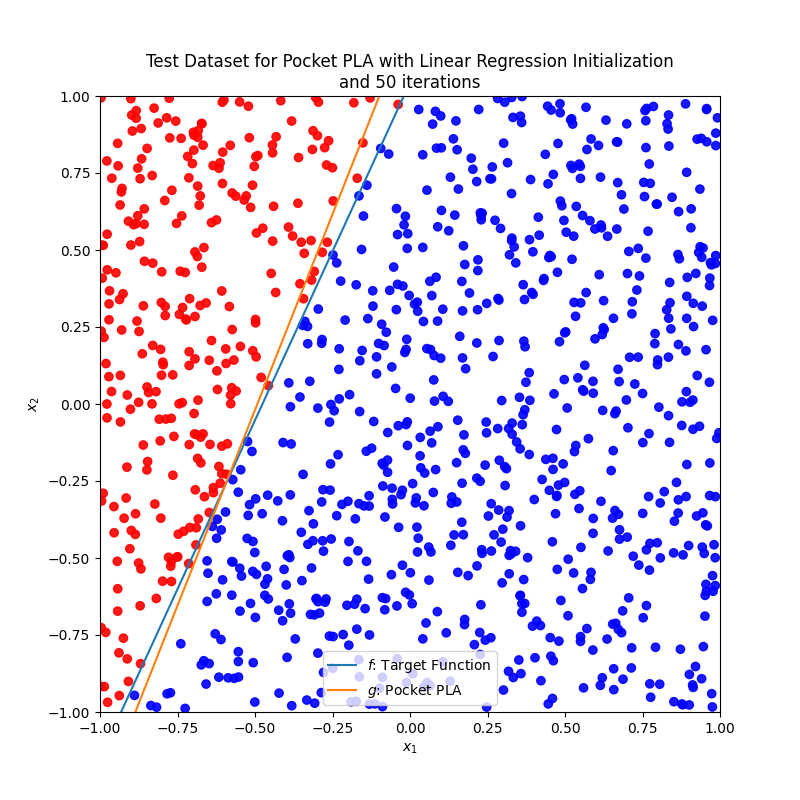 Test Dataset for Pocket PLA with Linear Regression Initialization
and 50 iterations
1.00
0.75
0.50
0.25
0.00
−0.25
−0.50
−0.75
−1.00
x₂
f: Target Function
g: Pocket PLA
−1.00 −0.75 −0.50 −0.25 0.00 0.25 0.50 0.75 1.00
x₁